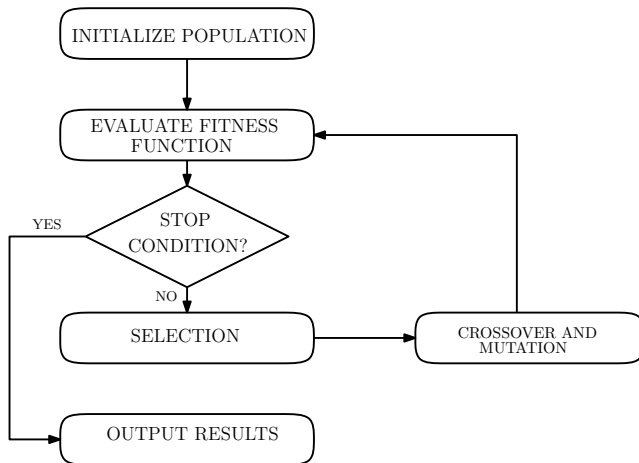 INITIALIZE POPULATION
EVALUATE FITNESS
FUNCTION
STOP
CONDITION?
YES
NO
SELECTION
CROSSOVER AND
MUTATION
OUTPUT RESULTS